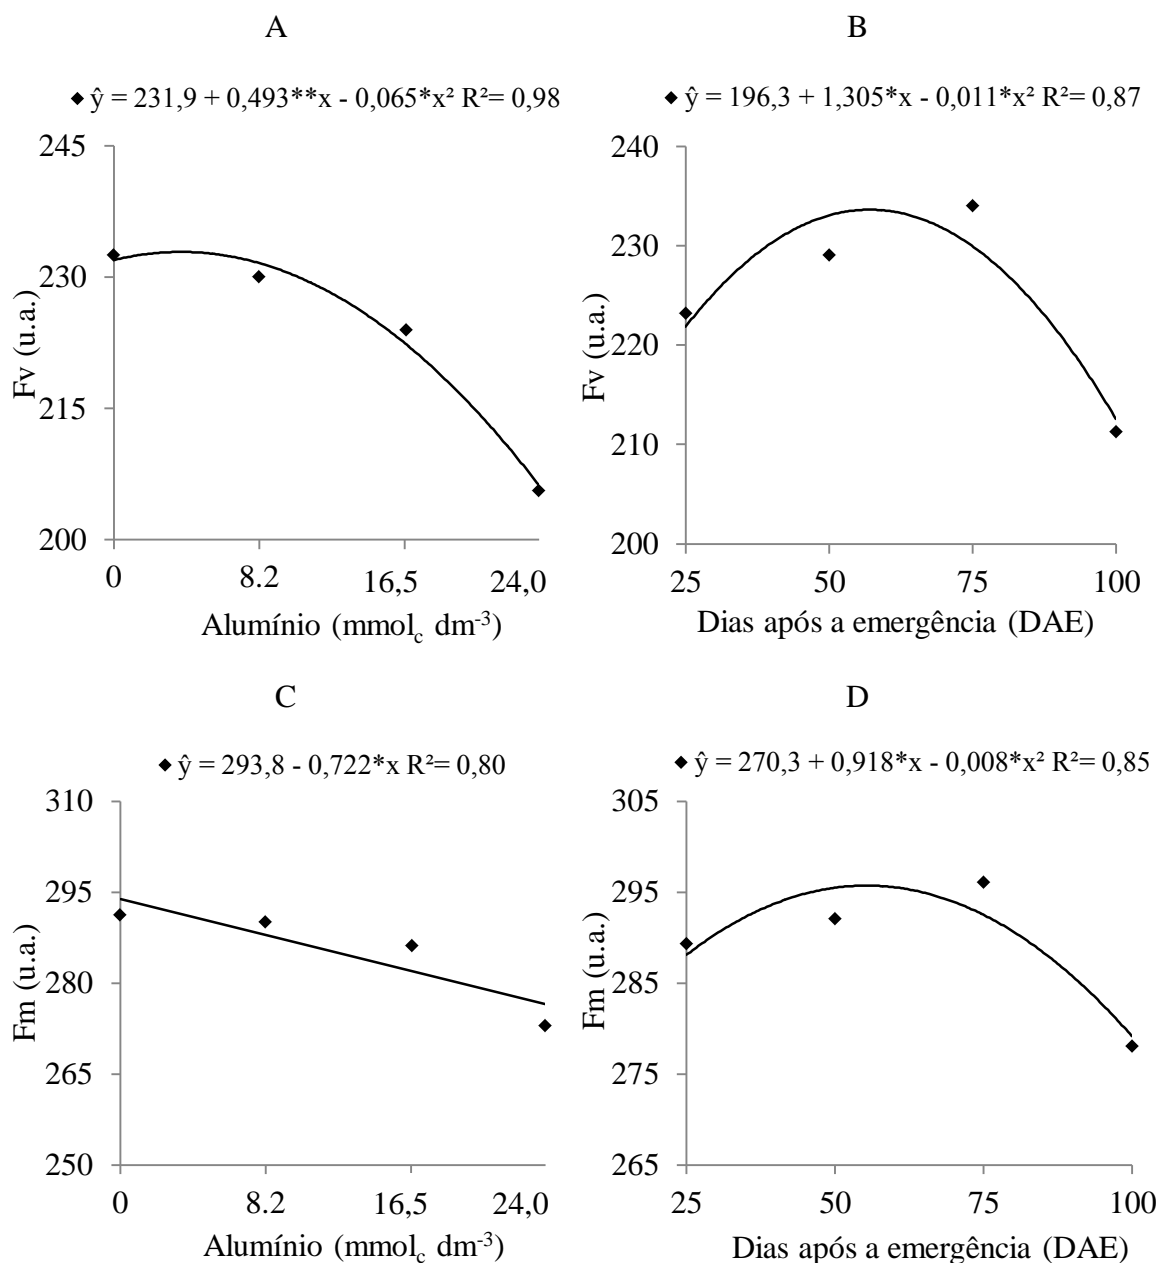 A
ŷ = 231,9 + 0,493**x - 0,065*x² R²= 0,98
245
230
215
200
Fv (u.a.)
0 8.2 16,5 24,0
Alumínio (mmol_c dm⁻³)
B
ŷ = 196,3 + 1,305*x - 0,011*x² R²= 0,87
240
230
220
210
200
Fv (u.a.)
25 50 75 100
Dias após a emergência (DAE)
C
ŷ = 293,8 - 0,722*x R²= 0,80
310
295
280
265
250
Fm (u.a.)
0 8.2 16,5 24,0
Alumínio (mmol_c dm⁻³)
D
ŷ = 270,3 + 0,918*x - 0,008*x² R²= 0,85
305
295
285
275
265
Fm (u.a.)
25 50 75 100
Dias após a emergência (DAE)